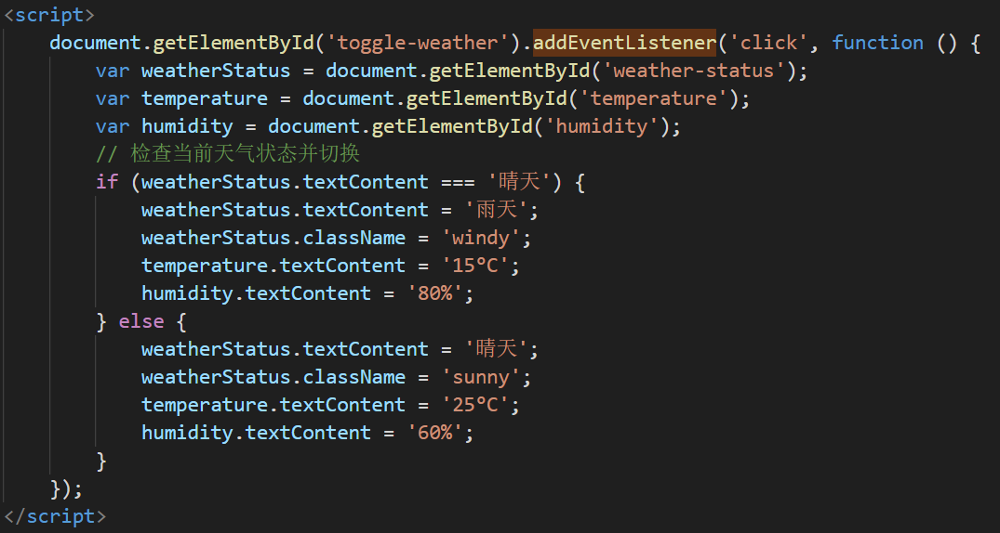 <script>
document.getElementById('toggle-weather').addEventListener('click', function () {
var weatherStatus = document.getElementById('weather-status');
var temperature = document.getElementById('temperature');
var humidity = document.getElementById('humidity');
// 检查当前天气状态并切换
if (weatherStatus.textContent === '晴天') {
weatherStatus.textContent = '雨天';
weatherStatus.className = 'windy';
temperature.textContent = '15°C';
humidity.textContent = '80%';
} else {
weatherStatus.textContent = '晴天';
weatherStatus.className = 'sunny';
temperature.textContent = '25°C';
humidity.textContent = '60%';
}
});
</script>